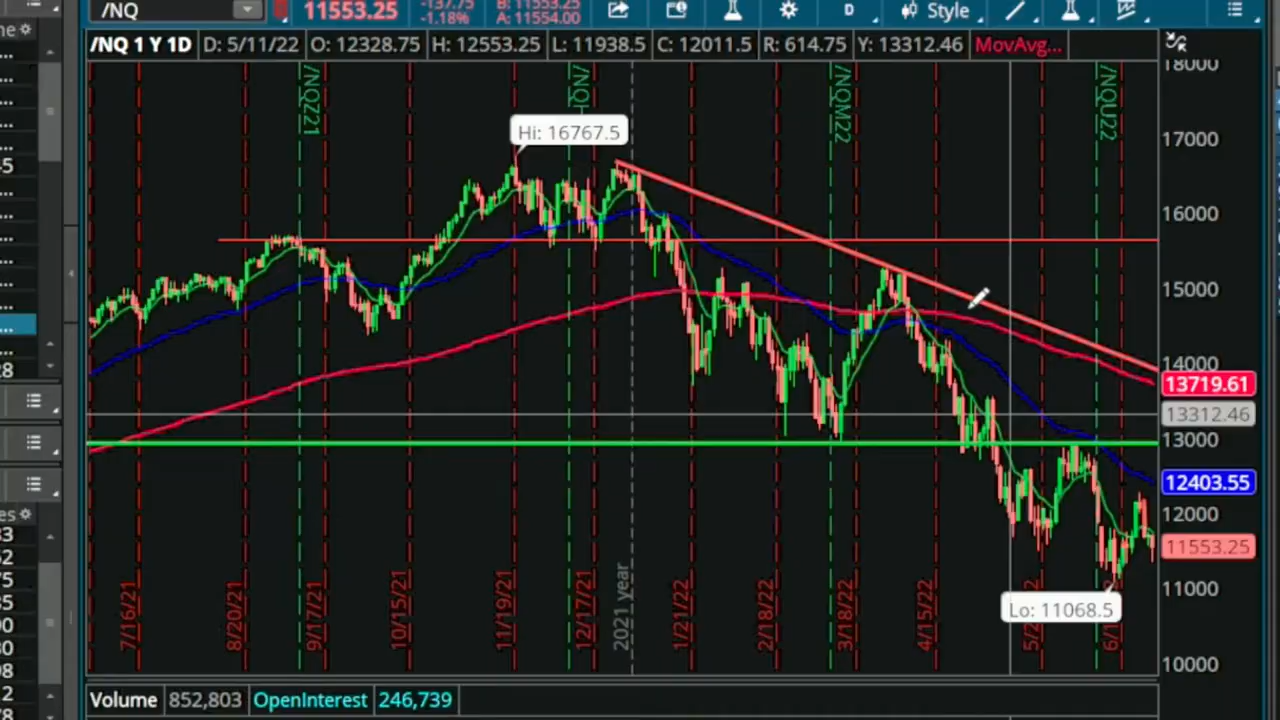 /NQ
11553.25
-137.75
-1.18%
B: 11553.25
A: 11554.00
D
Style
/NQ 1 Y 1D
D: 5/11/22
O: 12328.75
H: 12553.25
L: 11938.5
C: 12011.5
R: 614.75
Y: 13312.46
MovAvg...
/NQZ21
/NQM22
/NQU22
Hi: 16767.5
Lo: 11068.5
18000
17000
16000
15000
14000
13719.61
13312.46
13000
12403.55
12000
11553.25
11000
10000
7/16/21
8/20/21
9/17/21
10/15/21
11/19/21
12/17/21
2021 year
1/21/22
2/18/22
3/18/22
4/15/22
Volume
852,803
OpenInterest
246,739